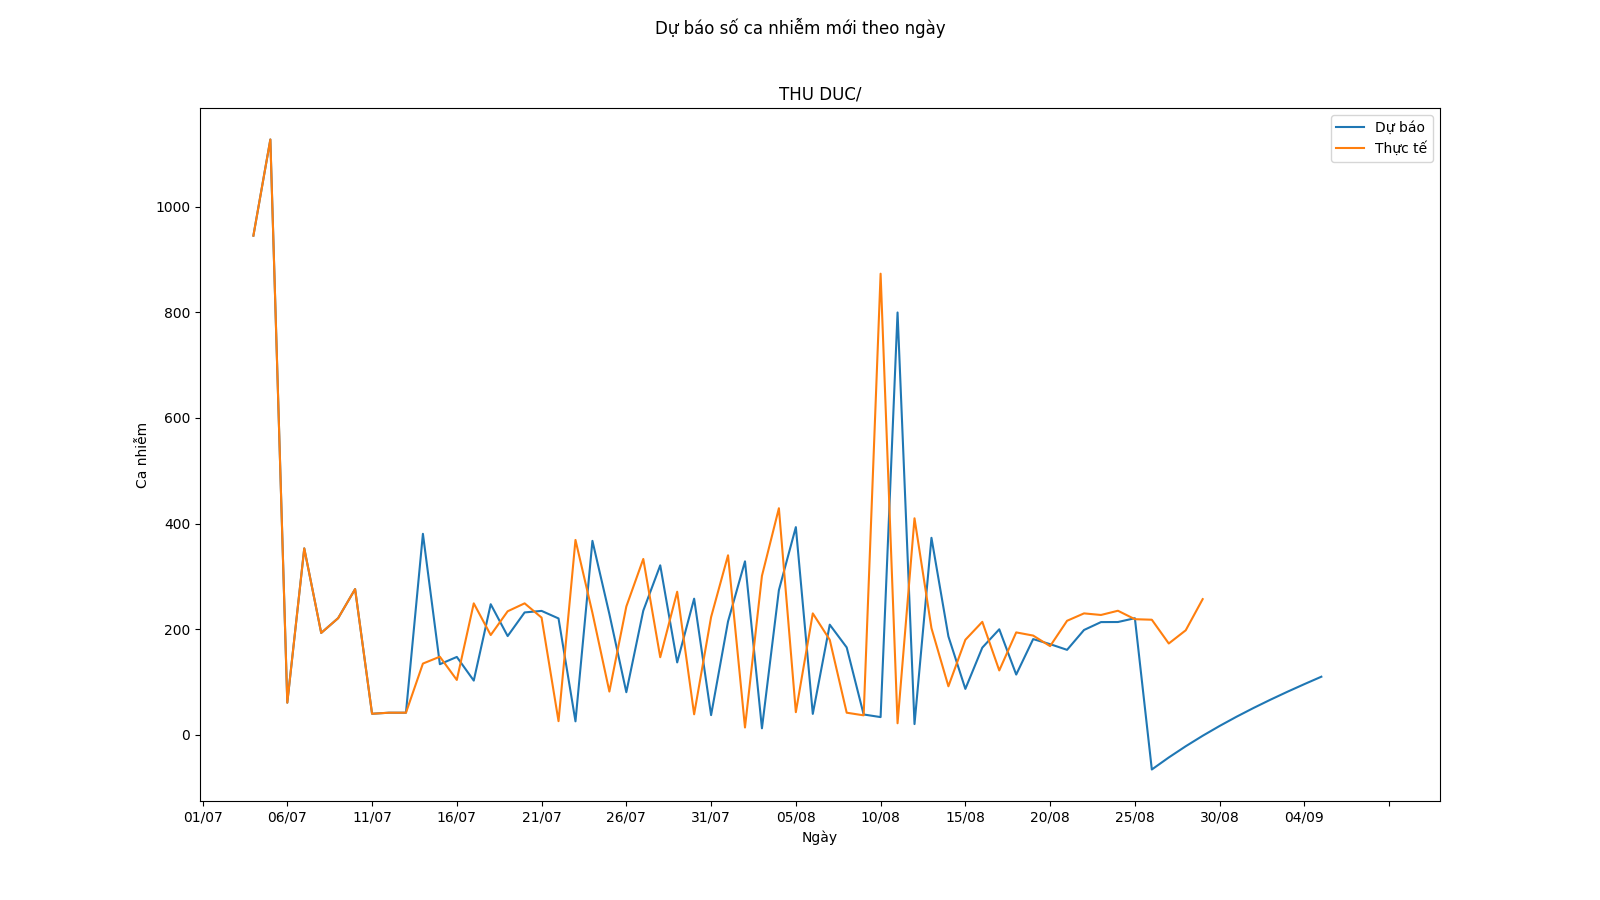 Dự báo số ca nhiễm mới theo ngày
THU DUC/
Dự báo
Thực tế
Ca nhiễm
1000
800
600
400
200
0
01/07 06/07 11/07 16/07 21/07 26/07 31/07 05/08 10/08 15/08 20/08 25/08 30/08 04/09
Ngày